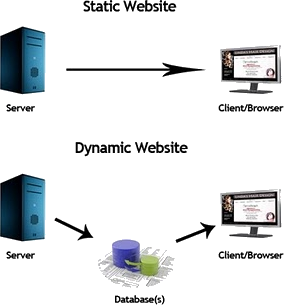 Static Website
Server
Client/Browser
Dynamic Website
Server
Client/Browser
Database(s)